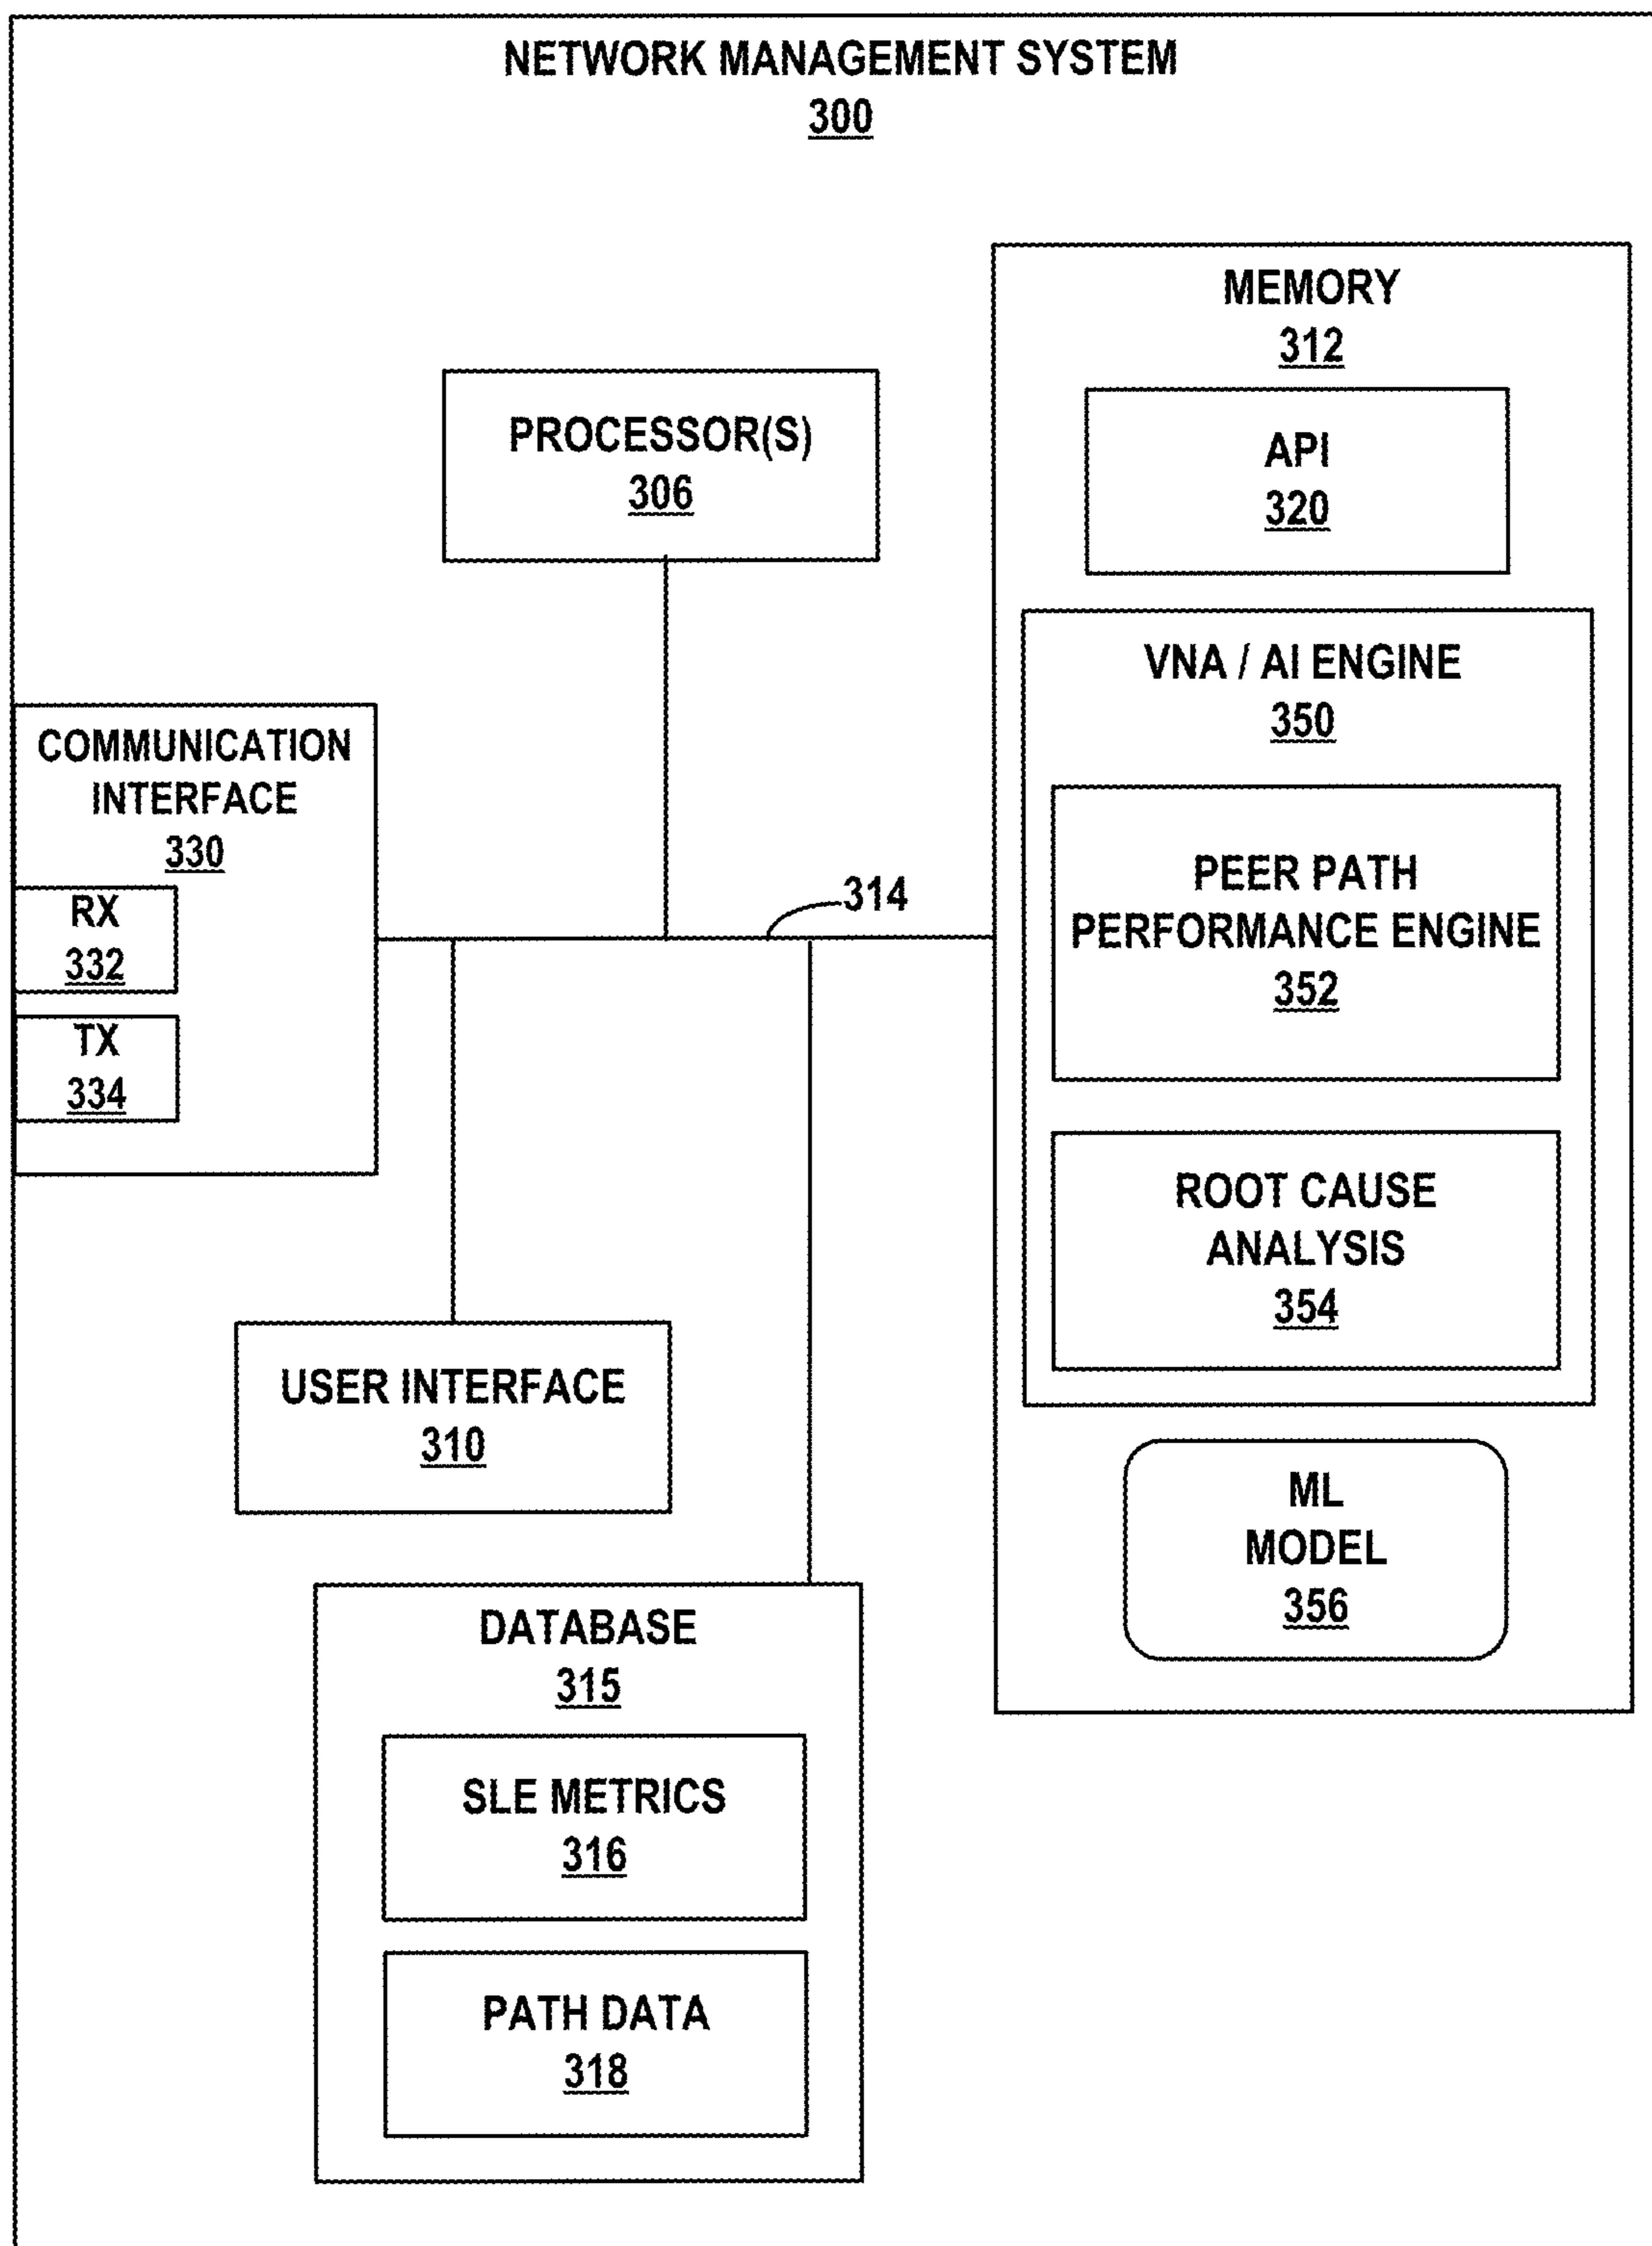 NETWORK MANAGEMENT SYSTEM
300
MEMORY
312
API
320
PROCESSOR(S)
306
VNA / AI ENGINE
350
PEER PATH
PERFORMANCE ENGINE
352
ROOT CAUSE
ANALYSIS
354
ML
MODEL
356
COMMUNICATION
INTERFACE
330
RX
332
TX
334
314
USER INTERFACE
310
DATABASE
315
SLE METRICS
316
PATH DATA
318